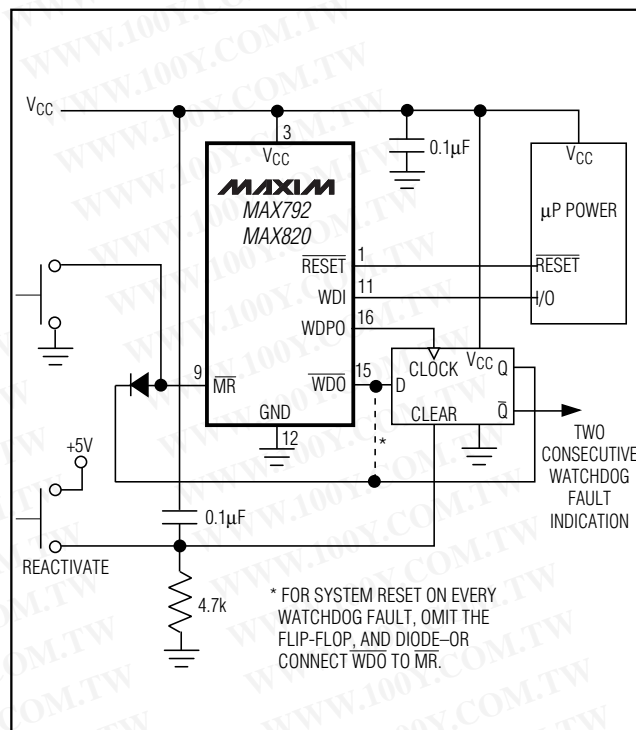 WWW.100Y.COM.TW
VCC
3
VCC
0.1μF
VCC
MAXIM
MAX792
MAX820
μP POWER
RESET
1
RESET
WDI
11
I/O
WDPO
16
9
MR
WDO
15
D
CLOCK
VCC
Q
CLEAR
Q
GND
12
*
TWO
CONSECUTIVE
WATCHDOG
FAULT
INDICATION
+5V
0.1μF
REACTIVATE
4.7k
* FOR SYSTEM RESET ON EVERY
WATCHDOG FAULT, OMIT THE
FLIP-FLOP, AND DIODE–OR
CONNECT WDO TO MR.